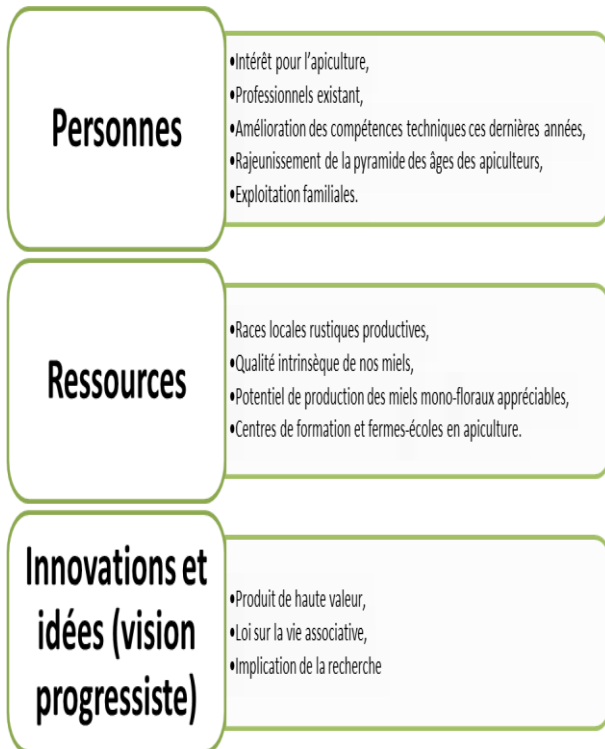 Personnes
•Intérêt pour l'apiculture,
•Professionnels existant,
•Amélioration des compétences techniques ces dernières années,
•Rajeunissement de la pyramide des âges des apiculteurs,
•Exploitation familiales.
Ressources
•Races locales rustiques productives,
•Qualité intrinsèque de nos miels,
•Potentiel de production des miels mono-floraux appréciables,
•Centres de formation et fermes-écoles en apiculture.
Innovations et
idées (vision
progressiste)
•Produit de haute valeur,
•Loi sur la vie associative,
•Implication de la recherche